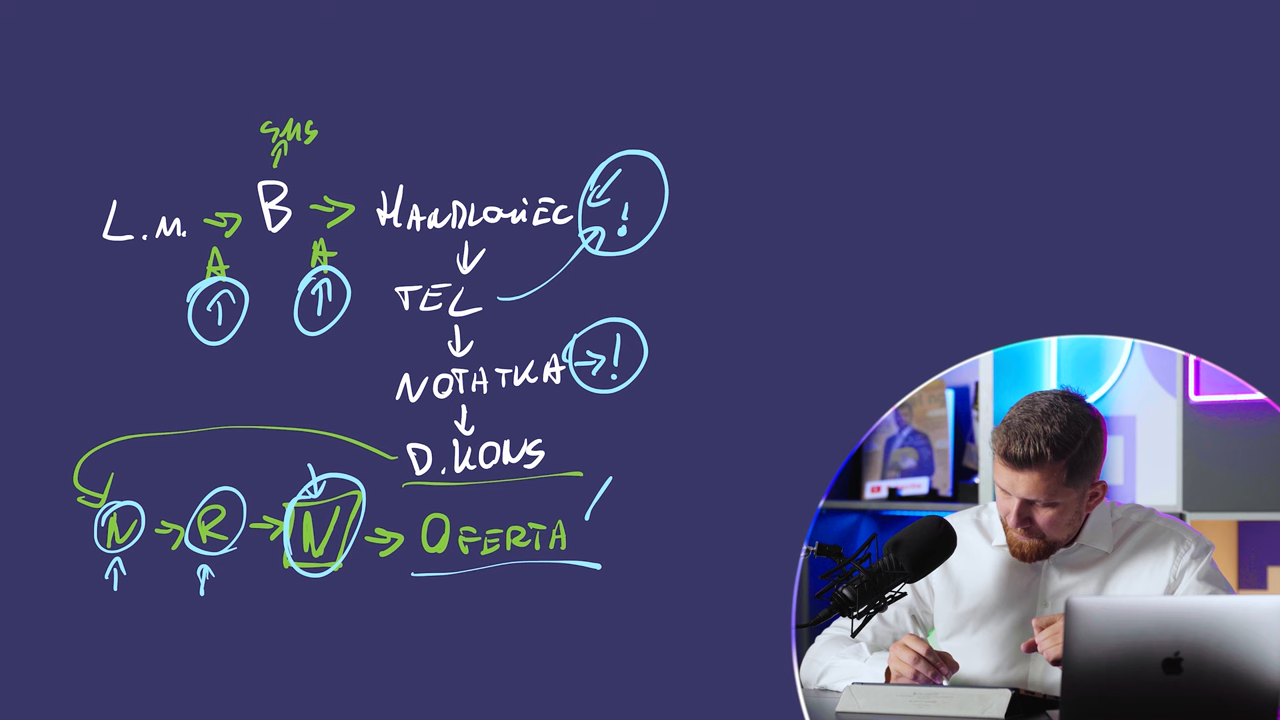 SMS
L.M. → B → HANDLOWIEC ← !
A A
↑ ↑
↓
TEL
↓
NOTATKA → !
↓
D.KONS
N → R → N → OFERTA